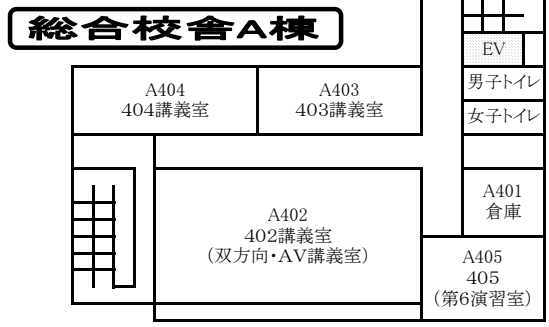 総合校舎A棟
EV
男子トイレ
女子トイレ
A404
404講義室
A403
403講義室
A401
倉庫
A402
402講義室
(双方向・AV講義室)
A405
405
(第6演習室)